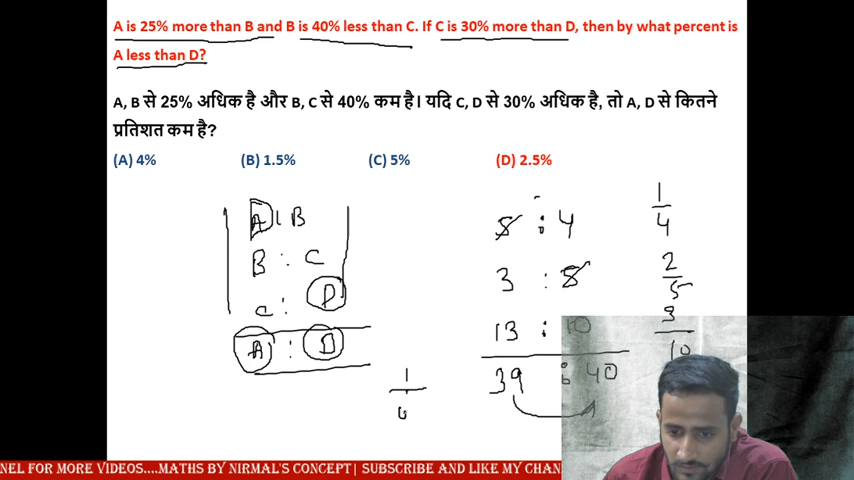 A is 25% more than B and B is 40% less than C. If C is 30% more than D, then by what percent is
A less than D?
A, B से 25% अधिक है और B, C से 40% कम है। यदि C, D से 30% अधिक है, तो A, D से कितने
प्रतिशत कम है?
(A) 4% (B) 1.5% (C) 5% (D) 2.5%
A : B 5 : 4 1/4
B : C 3 : 5 2/5
C : D 13 : 10 3/10
A : D 39 : 40
NEL FOR MORE VIDEOS....MATHS BY NIRMAL'S CONCEPT| SUBSCRIBE AND LIKE MY CHAN